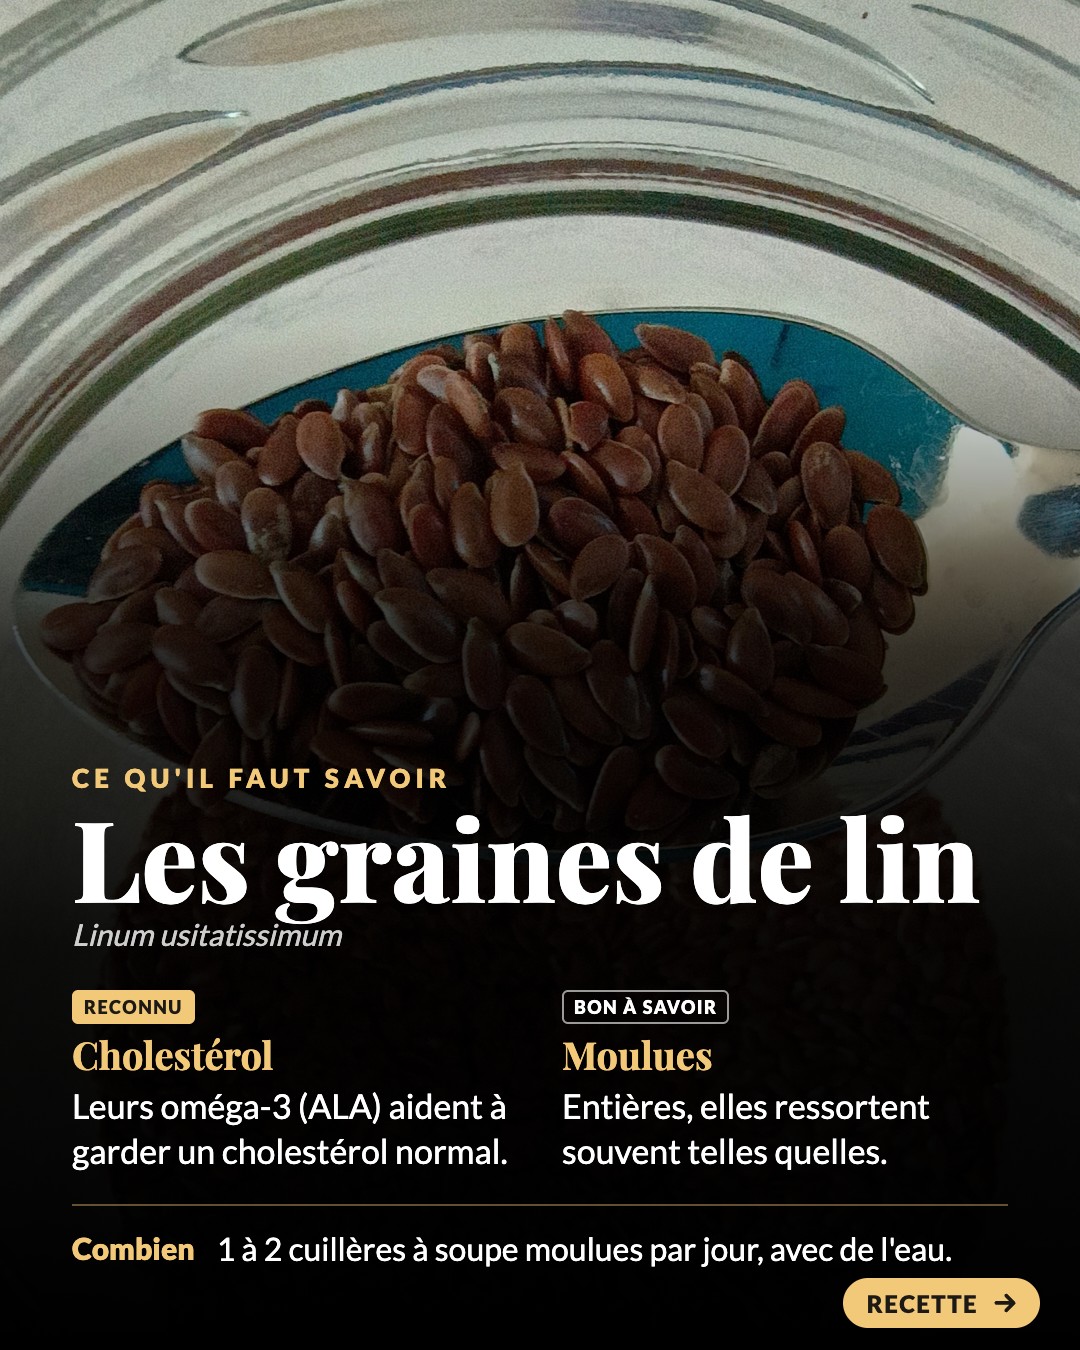 CE QU'IL FAUT SAVOIR
Les graines de lin
Linum usitatissimum
RECONNU
Cholestérol
Leurs oméga-3 (ALA) aident à
garder un cholestérol normal.
BON À SAVOIR
Moulues
Entières, elles ressortent
souvent telles quelles.
Combien 1 à 2 cuillères à soupe moulues par jour, avec de l'eau.
RECETTE →